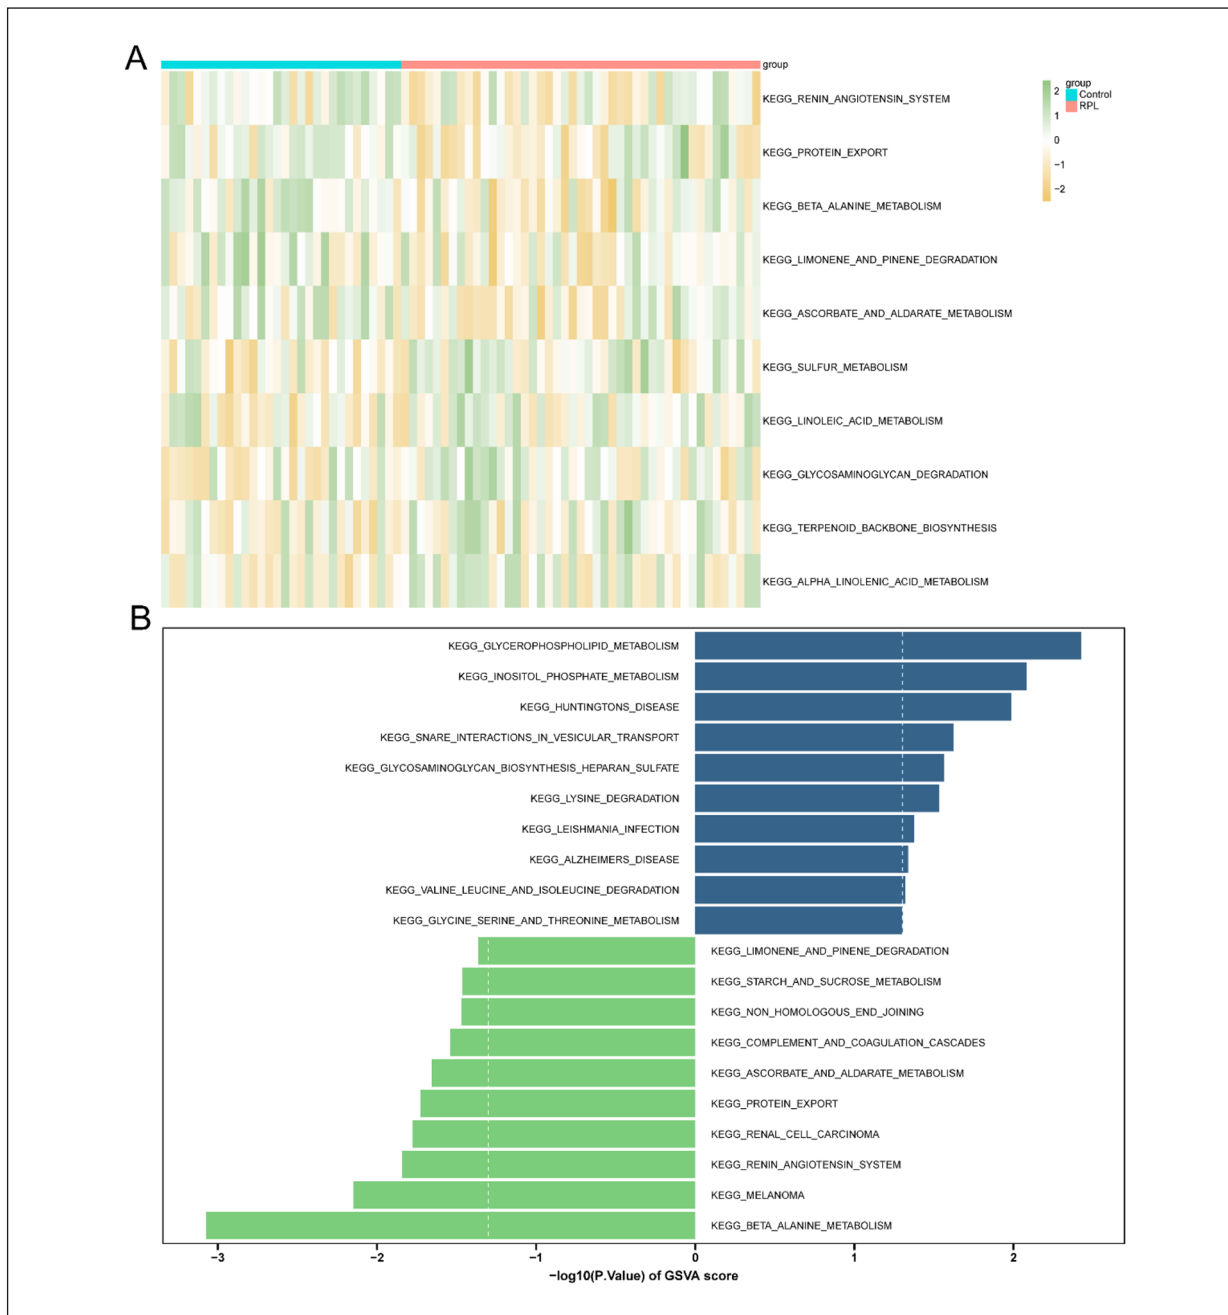 A
group
KEGG_RENIN_ANGIOTENSIN_SYSTEM
KEGG_PROTEIN_EXPORT
KEGG_BETA_ALANINE_METABOLISM
KEGG_LIMONENE_AND_PINENE_DEGRADATION
KEGG_ASCORBATE_AND_ALDARATE_METABOLISM
KEGG_SULFUR_METABOLISM
KEGG_LINOLEIC_ACID_METABOLISM
KEGG_GLYCOSAMINOGLYCAN_DEGRADATION
KEGG_TERPENOID_BACKBONE_BIOSYNTHESIS
KEGG_ALPHA_LINOLENIC_ACID_METABOLISM
2
1
0
−1
−2
group
Control
RPL
B
KEGG_GLYCEROPHOSPHOLIPID_METABOLISM
KEGG_INOSITOL_PHOSPHATE_METABOLISM
KEGG_HUNTINGTONS_DISEASE
KEGG_SNARE_INTERACTIONS_IN_VESICULAR_TRANSPORT
KEGG_GLYCOSAMINOGLYCAN_BIOSYNTHESIS_HEPARAN_SULFATE
KEGG_LYSINE_DEGRADATION
KEGG_LEISHMANIA_INFECTION
KEGG_ALZHEIMERS_DISEASE
KEGG_VALINE_LEUCINE_AND_ISOLEUCINE_DEGRADATION
KEGG_GLYCINE_SERINE_AND_THREONINE_METABOLISM
KEGG_LIMONENE_AND_PINENE_DEGRADATION
KEGG_STARCH_AND_SUCROSE_METABOLISM
KEGG_NON_HOMOLOGOUS_END_JOINING
KEGG_COMPLEMENT_AND_COAGULATION_CASCADES
KEGG_ASCORBATE_AND_ALDARATE_METABOLISM
KEGG_PROTEIN_EXPORT
KEGG_RENAL_CELL_CARCINOMA
KEGG_RENIN_ANGIOTENSIN_SYSTEM
KEGG_MELANOMA
KEGG_BETA_ALANINE_METABOLISM
−3 −2 −1 0 1 2
−log10(P.Value) of GSVA score